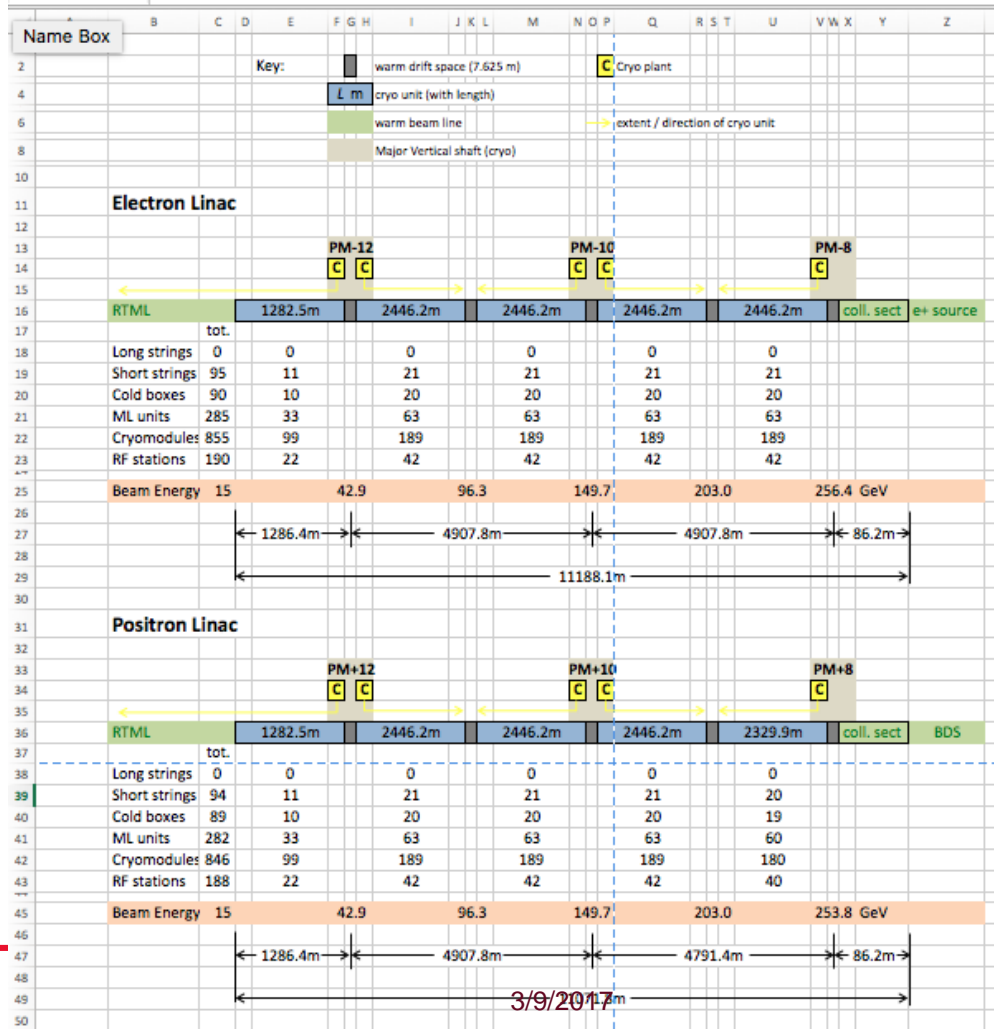 B C D E F G H I J K L M N O P Q R S T U V W X Y Z
Name Box
2 Key: warm drift space (7.625 m) C Cryo plant
4 L m cryo unit (with length)
6 warm beam line extent / direction of cryo unit
8 Major Vertical shaft (cryo)
10
11 Electron Linac
12
13 PM-12 PM-10 PM-8
14 C C C C C
15
16 RTML 1282.5m 2446.2m 2446.2m 2446.2m 2446.2m coll. sect e+ source
17 tot.
18 Long strings 0 0 0 0 0 0
19 Short strings 95 11 21 21 21 21
20 Cold boxes 90 10 20 20 20 20
21 ML units 285 33 63 63 63 63
22 Cryomodules 855 99 189 189 189 189
23 RF stations 190 22 42 42 42 42
25 Beam Energy 15 42.9 96.3 149.7 203.0 256.4 GeV
26
27 1286.4m 4907.8m 4907.8m 86.2m
28
29 11188.1m
30
31 Positron Linac
32
33 PM+12 PM+10 PM+8
34 C C C C C
35
36 RTML 1282.5m 2446.2m 2446.2m 2446.2m 2329.9m coll. sect BDS
37 tot.
38 Long strings 0 0 0 0 0 0
39 Short strings 94 11 21 21 21 20
40 Cold boxes 89 10 20 20 20 19
41 ML units 282 33 63 63 63 60
42 Cryomodules 846 99 189 189 189 180
43 RF stations 188 22 42 42 42 40
45 Beam Energy 15 42.9 96.3 149.7 203.0 253.8 GeV
46
47 1286.4m 4907.8m 4791.4m 86.2m
48
49 3/9/2017
50